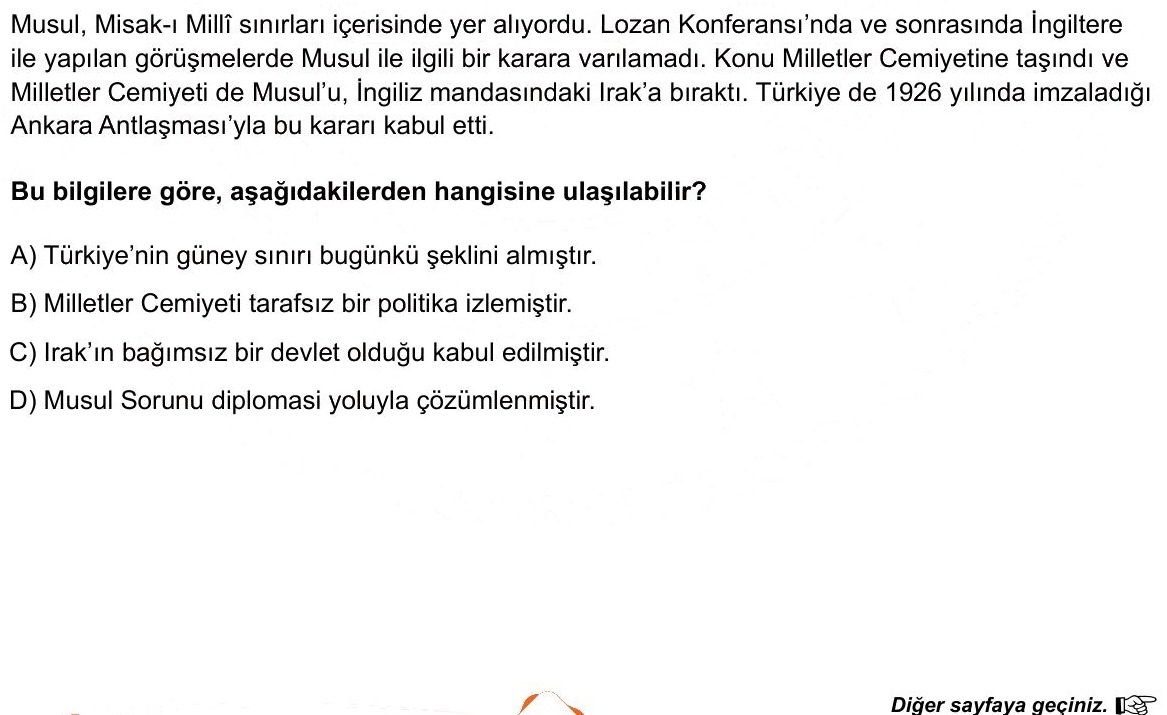 Musul, Misak-ı Millî sınırları içerisinde yer alıyordu. Lozan Konferansı’nda ve sonrasında İngiltere
ile yapılan görüşmelerde Musul ile ilgili bir karara varılamadı. Konu Milletler Cemiyetine taşındı ve
Milletler Cemiyeti de Musul’u, İngiliz mandasındaki Irak’a bıraktı. Türkiye de 1926 yılında imzaladığı
Ankara Antlaşması’yla bu kararı kabul etti.
Bu bilgilere göre, aşağıdakilerden hangisine ulaşılabilir?
A) Türkiye’nin güney sınırı bugünkü şeklini almıştır.
B) Milletler Cemiyeti tarafsız bir politika izlemiştir.
C) Irak’ın bağımsız bir devlet olduğu kabul edilmiştir.
D) Musul Sorunu diplomasi yoluyla çözümlenmiştir.
Diğer sayfaya geçiniz.